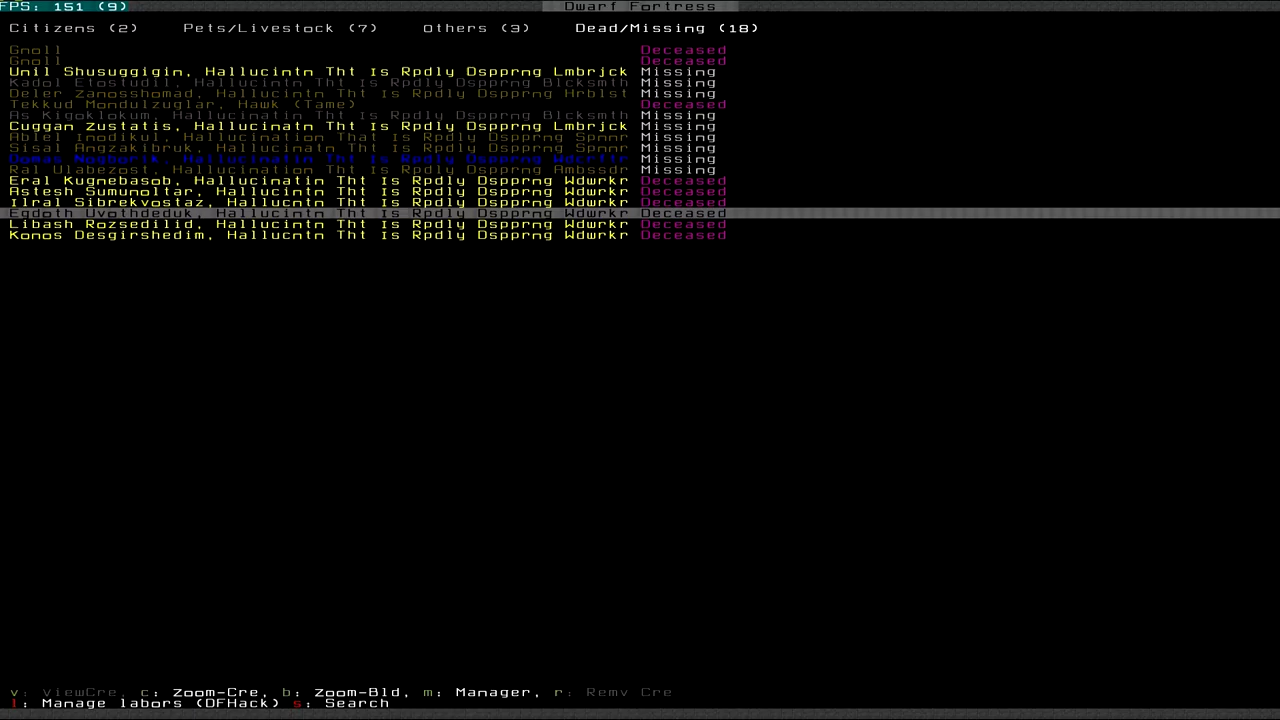 FPS: 151 (9)
Dwarf Fortress
Citizens (2) Pets/Livestock (7) Others (3) Dead/Missing (18)
Gnoll Deceased
Gnoll Deceased
Unil Shusuggigin, Hallucintn Tht Is Rpdly Dspprng Lmbrjck Missing
Kadol Etostudil, Hallucintn Tht Is Rpdly Dspprng Blcksmth Missing
Deler Zanosshomad, Hallucintn Tht Is Rpdly Dspprng Hrblst Missing
Tekkud Mondulzuglar, Hawk (Tame) Deceased
As Kigoklokum, Hallucinatin Tht Is Rpdly Dspprng Blcksmth Missing
Cuggan Zustatis, Hallucinatn Tht Is Rpdly Dspprng Lmbrjck Missing
Ablel Inodikul, Hallucination That Is Rpdly Dspprng Spnnr Missing
Sisal Angzakibruk, Hallucinatn Tht Is Rpdly Dspprng Spnnr Missing
Domas Nogborik, Hallucinatin Tht Is Rpdly Dspprng Wdcrftr Missing
Ral Ulabezost, Hallucinatin Tht Is Rpdly Dspprng Ambssdr Missing
Eral Kugnebasob, Hallucinatin Tht Is Rpdly Dspprng Wdwrkr Deceased
Astesh Sumunoltar, Hallucinatn Tht Is Rpdly Dspprng Wdwrkr Deceased
Ilral Sibrekvostaz, Hallucintn Tht Is Rpdly Dspprng Wdwrkr Deceased
Egdoth Uvothdeduk, Hallucintn Tht Is Rpdly Dspprng Wdwrkr Deceased
Libash Rozsedilid, Hallucintn Tht Is Rpdly Dspprng Wdwrkr Deceased
Konos Desgirshedim, Hallucntn Tht Is Rpdly Dspprng Wdwrkr Deceased
v: ViewCre, c: Zoom-Cre, b: Zoom-Bld, m: Manager, r: Remv Cre
l: Manage labors (DFHack) s: Search